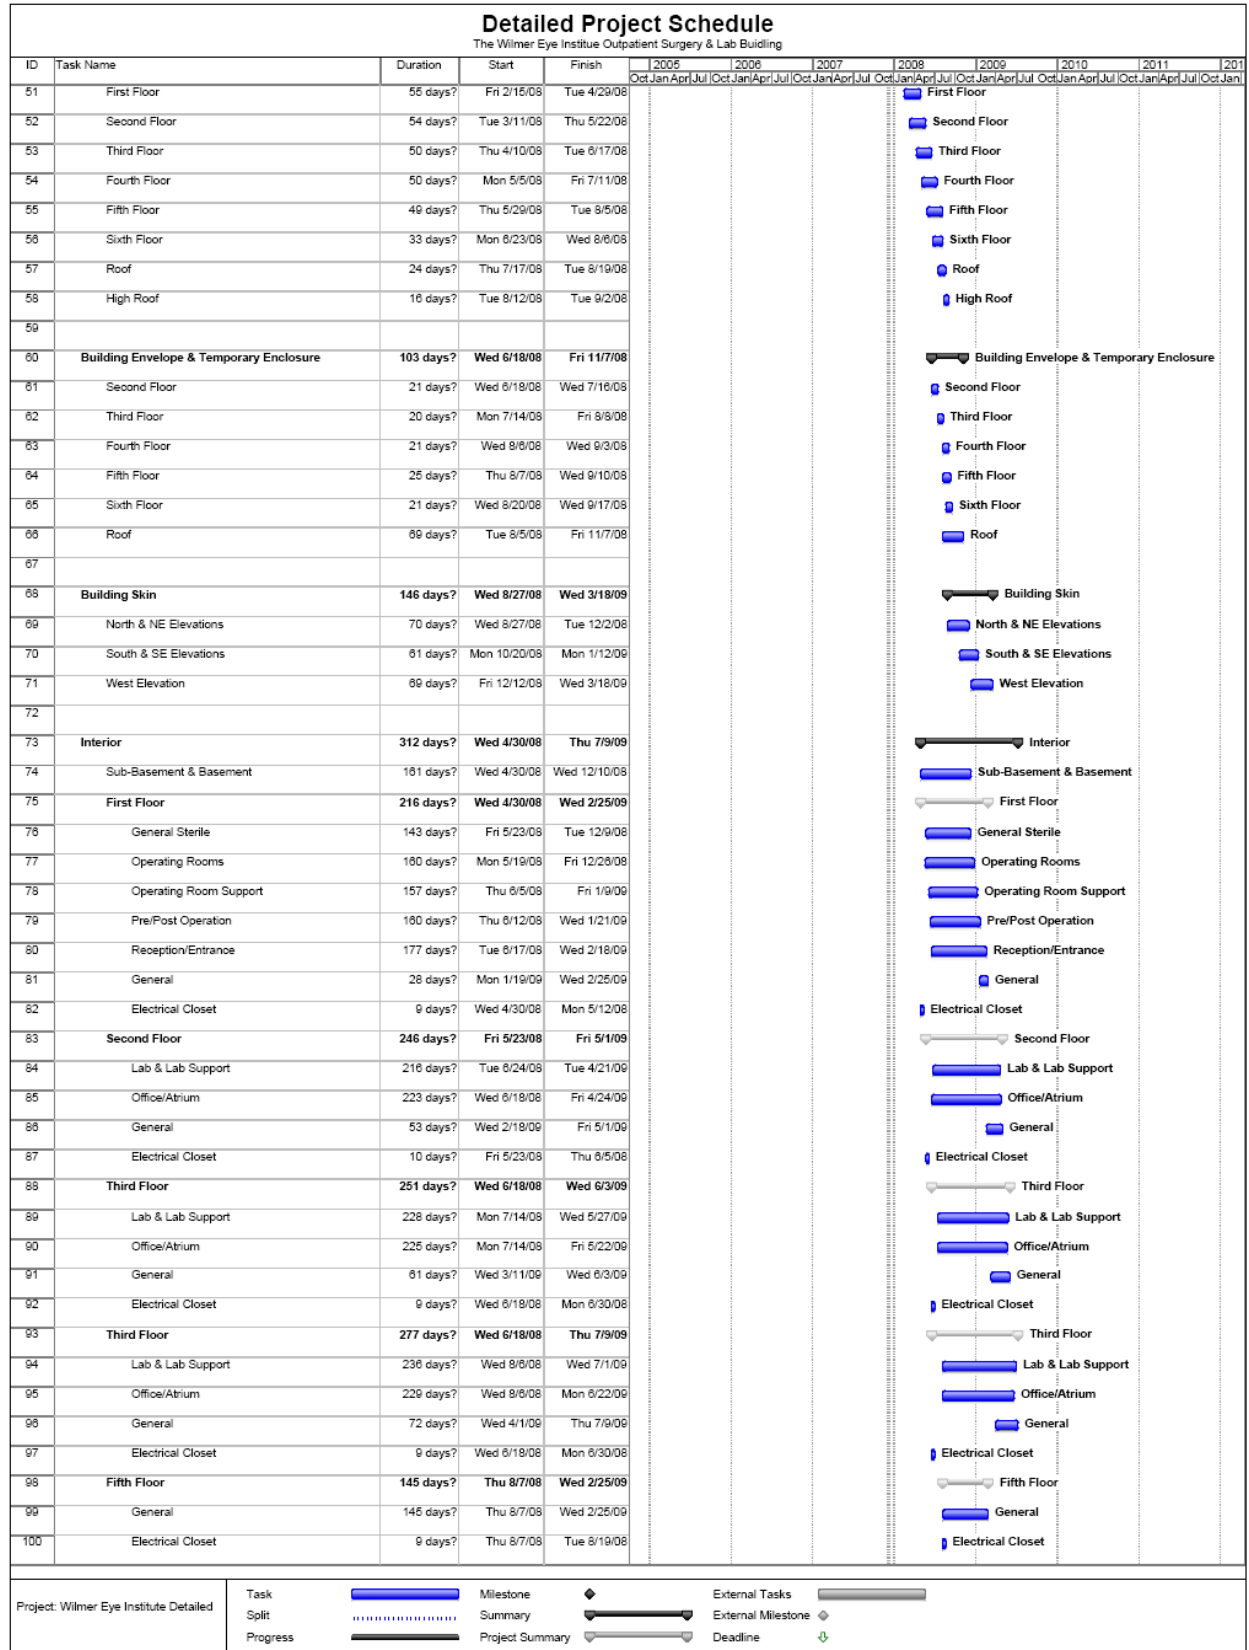 Detailed Project Schedule
The Wilmer Eye Institue Outpatient Surgery & Lab Buidling
ID Task Name Duration Start Finish 2005 2006 2007 2008 2009 2010 2011 201
Oct Jan Apr Jul Oct Jan Apr Jul Oct Jan Apr Jul Oct Jan Apr Jul Oct Jan Apr Jul Oct Jan Apr Jul Oct Jan Apr Jul Oct Jan
51 First Floor 55 days? Fri 2/15/08 Tue 4/29/08 First Floor
52 Second Floor 54 days? Tue 3/11/08 Thu 5/22/08 Second Floor
53 Third Floor 50 days? Thu 4/10/08 Tue 6/17/08 Third Floor
54 Fourth Floor 50 days? Mon 5/5/08 Fri 7/11/08 Fourth Floor
55 Fifth Floor 49 days? Thu 5/29/08 Tue 8/5/08 Fifth Floor
56 Sixth Floor 33 days? Mon 6/23/08 Wed 8/6/08 Sixth Floor
57 Roof 24 days? Thu 7/17/08 Tue 8/19/08 Roof
58 High Roof 16 days? Tue 8/12/08 Tue 9/2/08 High Roof
59
60 Building Envelope & Temporary Enclosure 103 days? Wed 6/18/08 Fri 11/7/08 Building Envelope & Temporary Enclosure
61 Second Floor 21 days? Wed 6/18/08 Wed 7/16/08 Second Floor
62 Third Floor 20 days? Mon 7/14/08 Fri 8/8/08 Third Floor
63 Fourth Floor 21 days? Wed 8/6/08 Wed 9/3/08 Fourth Floor
64 Fifth Floor 25 days? Thu 8/7/08 Wed 9/10/08 Fifth Floor
65 Sixth Floor 21 days? Wed 8/20/08 Wed 9/17/08 Sixth Floor
66 Roof 69 days? Tue 8/5/08 Fri 11/7/08 Roof
67
68 Building Skin 146 days? Wed 8/27/08 Wed 3/18/09 Building Skin
69 North & NE Elevations 70 days? Wed 8/27/08 Tue 12/2/08 North & NE Elevations
70 South & SE Elevations 61 days? Mon 10/20/08 Mon 1/12/09 South & SE Elevations
71 West Elevation 69 days? Fri 12/12/08 Wed 3/18/09 West Elevation
72
73 Interior 312 days? Wed 4/30/08 Thu 7/9/09 Interior
74 Sub-Basement & Basement 161 days? Wed 4/30/08 Wed 12/10/08 Sub-Basement & Basement
75 First Floor 216 days? Wed 4/30/08 Wed 2/25/09 First Floor
76 General Sterile 143 days? Fri 5/23/08 Tue 12/9/08 General Sterile
77 Operating Rooms 160 days? Mon 5/19/08 Fri 12/26/08 Operating Rooms
78 Operating Room Support 157 days? Thu 6/5/08 Fri 1/9/09 Operating Room Support
79 Pre/Post Operation 160 days? Thu 6/12/08 Wed 1/21/09 Pre/Post Operation
80 Reception/Entrance 177 days? Tue 6/17/08 Wed 2/18/09 Reception/Entrance
81 General 28 days? Mon 1/19/09 Wed 2/25/09 General
82 Electrical Closet 9 days? Wed 4/30/08 Mon 5/12/08 Electrical Closet
83 Second Floor 246 days? Fri 5/23/08 Fri 5/1/09 Second Floor
84 Lab & Lab Support 216 days? Tue 6/24/08 Tue 4/21/09 Lab & Lab Support
85 Office/Atrium 223 days? Wed 6/18/08 Fri 4/24/09 Office/Atrium
86 General 53 days? Wed 2/18/09 Fri 5/1/09 General
87 Electrical Closet 10 days? Fri 5/23/08 Thu 6/5/08 Electrical Closet
88 Third Floor 251 days? Wed 6/18/08 Wed 6/3/09 Third Floor
89 Lab & Lab Support 228 days? Mon 7/14/08 Wed 5/27/09 Lab & Lab Support
90 Office/Atrium 225 days? Mon 7/14/08 Fri 5/22/09 Office/Atrium
91 General 61 days? Wed 3/11/09 Wed 6/3/09 General
92 Electrical Closet 9 days? Wed 6/18/08 Mon 6/30/08 Electrical Closet
93 Third Floor 277 days? Wed 6/18/08 Thu 7/9/09 Third Floor
94 Lab & Lab Support 236 days? Wed 8/6/08 Wed 7/1/09 Lab & Lab Support
95 Office/Atrium 229 days? Wed 8/6/08 Mon 6/22/09 Office/Atrium
96 General 72 days? Wed 4/1/09 Thu 7/9/09 General
97 Electrical Closet 9 days? Wed 6/18/08 Mon 6/30/08 Electrical Closet
98 Fifth Floor 145 days? Thu 8/7/08 Wed 2/25/09 Fifth Floor
99 General 145 days? Thu 8/7/08 Wed 2/25/09 General
100 Electrical Closet 9 days? Thu 8/7/08 Tue 8/19/08 Electrical Closet
Project: Wilmer Eye Institute Detailed
Task Milestone External Tasks
Split Summary External Milestone
Progress Project Summary Deadline